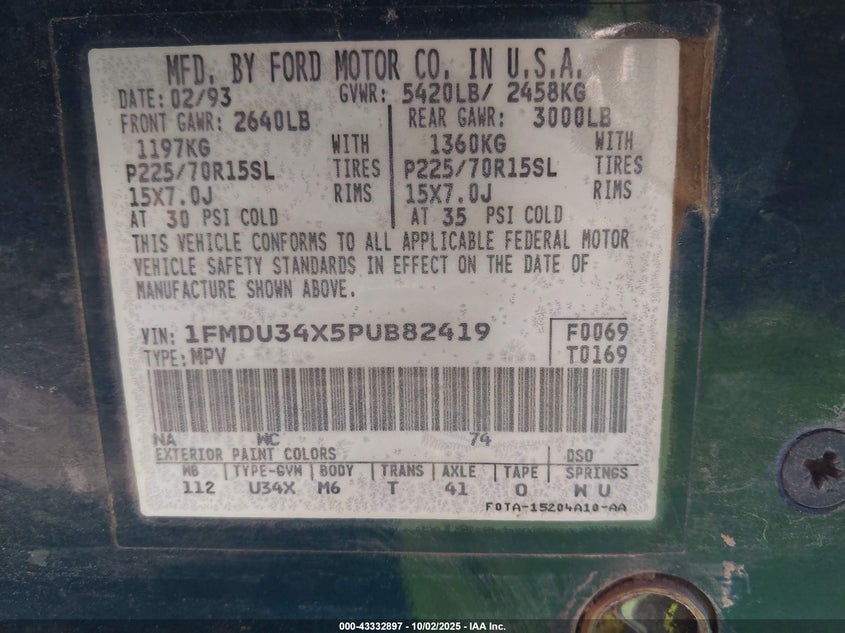 MFD. BY FORD MOTOR CO. IN U.S.A.
DATE: 02/93 GVWR: 5420LB/ 2458KG
FRONT GAWR: 2640LB REAR GAWR: 3000LB
1197KG WITH 1360KG WITH
P225/70R15SL TIRES P225/70R15SL TIRES
15X7.0J RIMS 15X7.0J RIMS
AT 30 PSI COLD AT 35 PSI COLD
THIS VEHICLE CONFORMS TO ALL APPLICABLE FEDERAL MOTOR
VEHICLE SAFETY STANDARDS IN EFFECT ON THE DATE OF
MANUFACTURE SHOWN ABOVE.
VIN: 1FMDU34X5PUB82419 F0069
TYPE: MPV T0169
NA WC 74
EXTERIOR PAINT COLORS DSO
WB TYPE-GVW BODY TRANS AXLE TAPE SPRINGS
112 U34X M6 T 41 O W U
F0TA-15204A10-AA
000-43332897 - 10/02/2025 - IAA Inc.